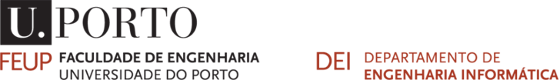 U. PORTO
FEUP FACULDADE DE ENGENHARIA
UNIVERSIDADE DO PORTO
DEI DEPARTAMENTO DE
ENGENHARIA INFORMÁTICA